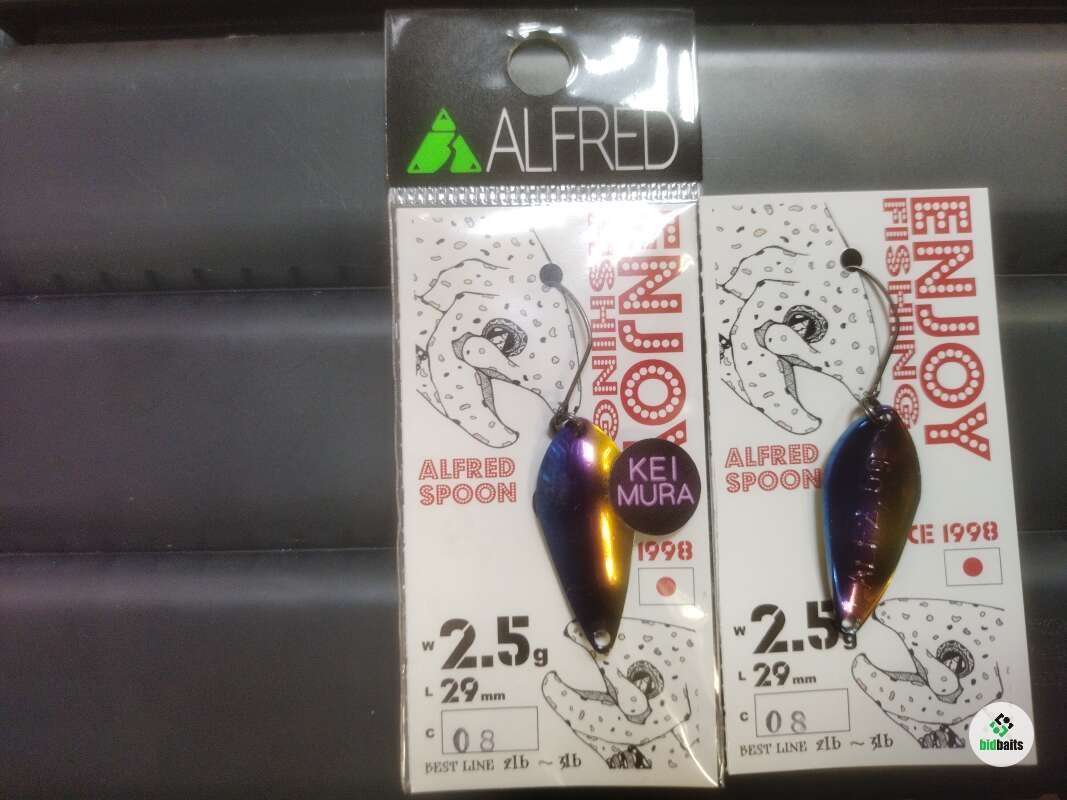 ALFRED
ENJOY
FISHING
KEI
MURA
ALFRED
SPOON
1998
W 2.5g
L 29mm
C 08
BEST LINE 2lb ~ 3lb
ENJOY
FISHING
ALFRED
SPOON
CE 1998
W 2.5g
L 29mm
C 08
BEST LINE 2lb ~ 3lb
bidbaits